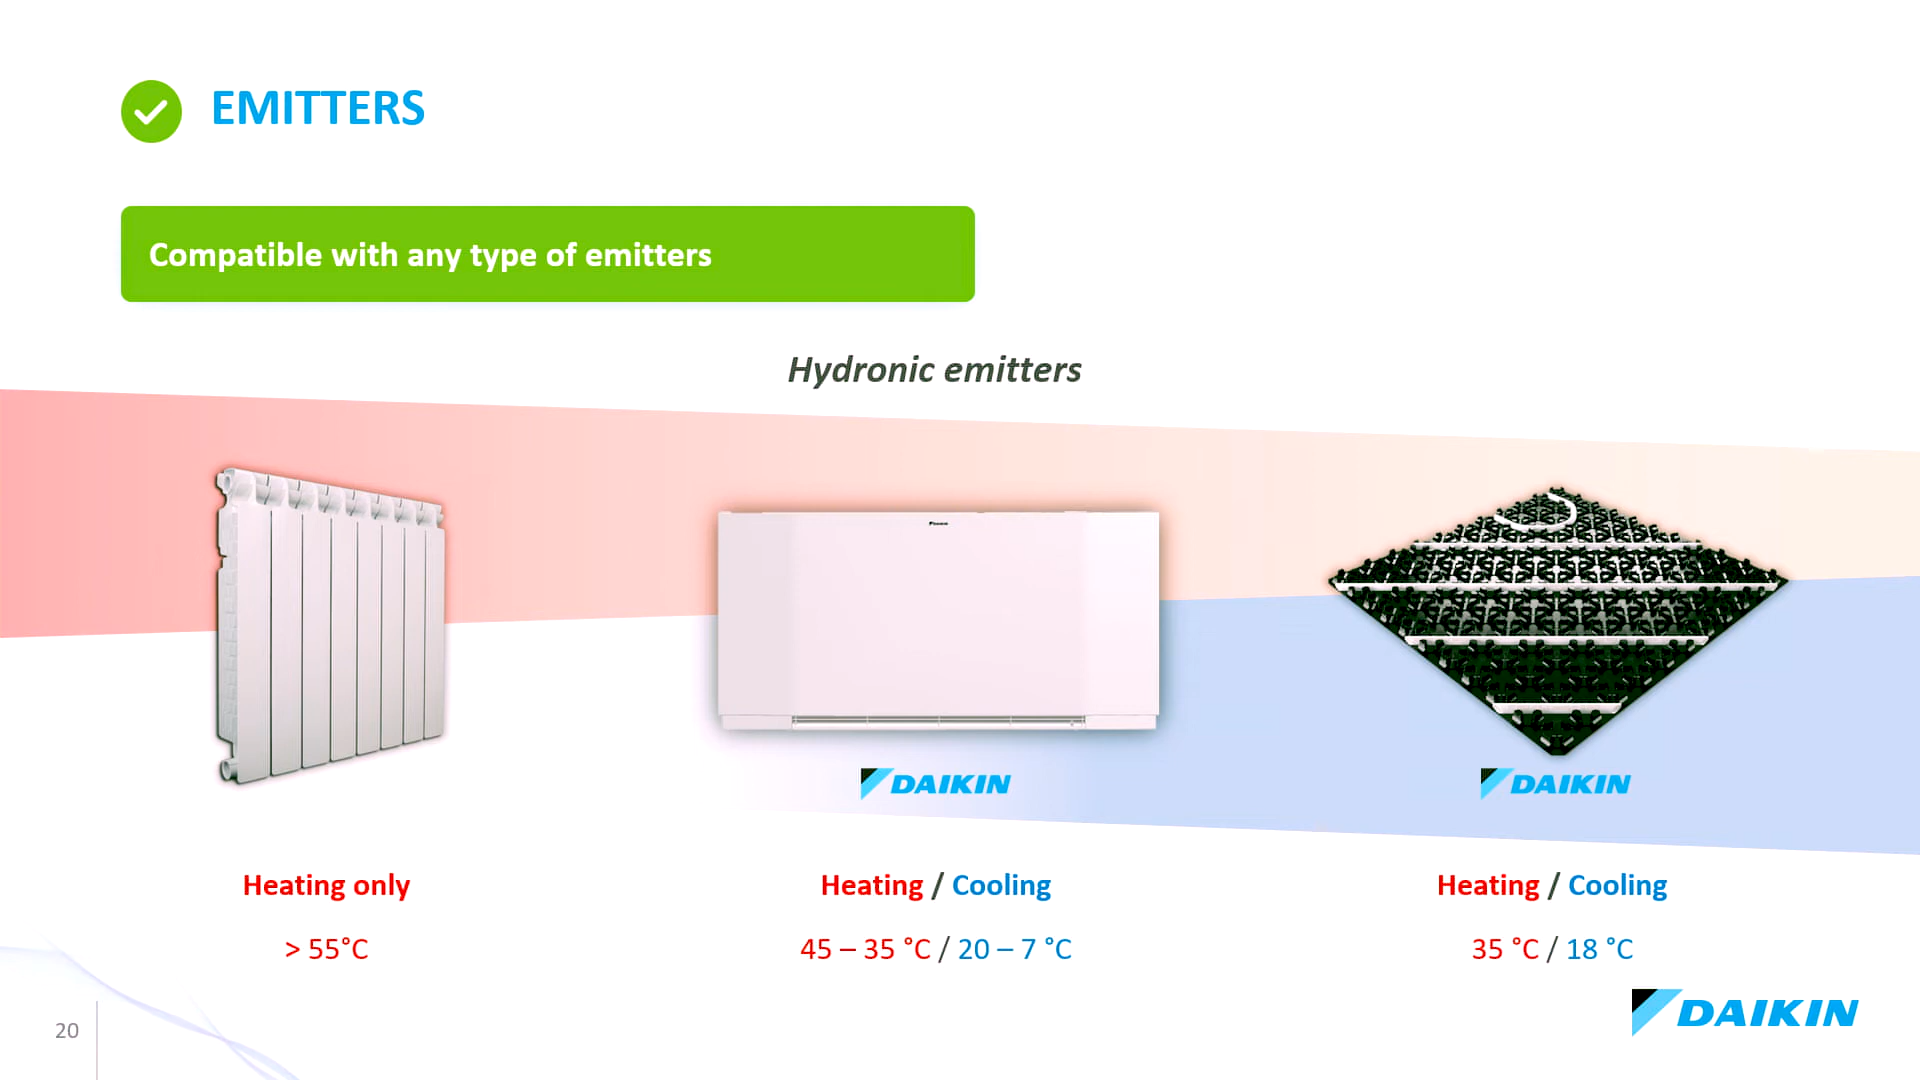 EMITTERS
Compatible with any type of emitters
Hydronic emitters
DAIKIN
DAIKIN
Heating only
Heating / Cooling
Heating / Cooling
> 55°C
45 – 35 °C / 20 – 7 °C
35 °C / 18 °C
20
DAIKIN